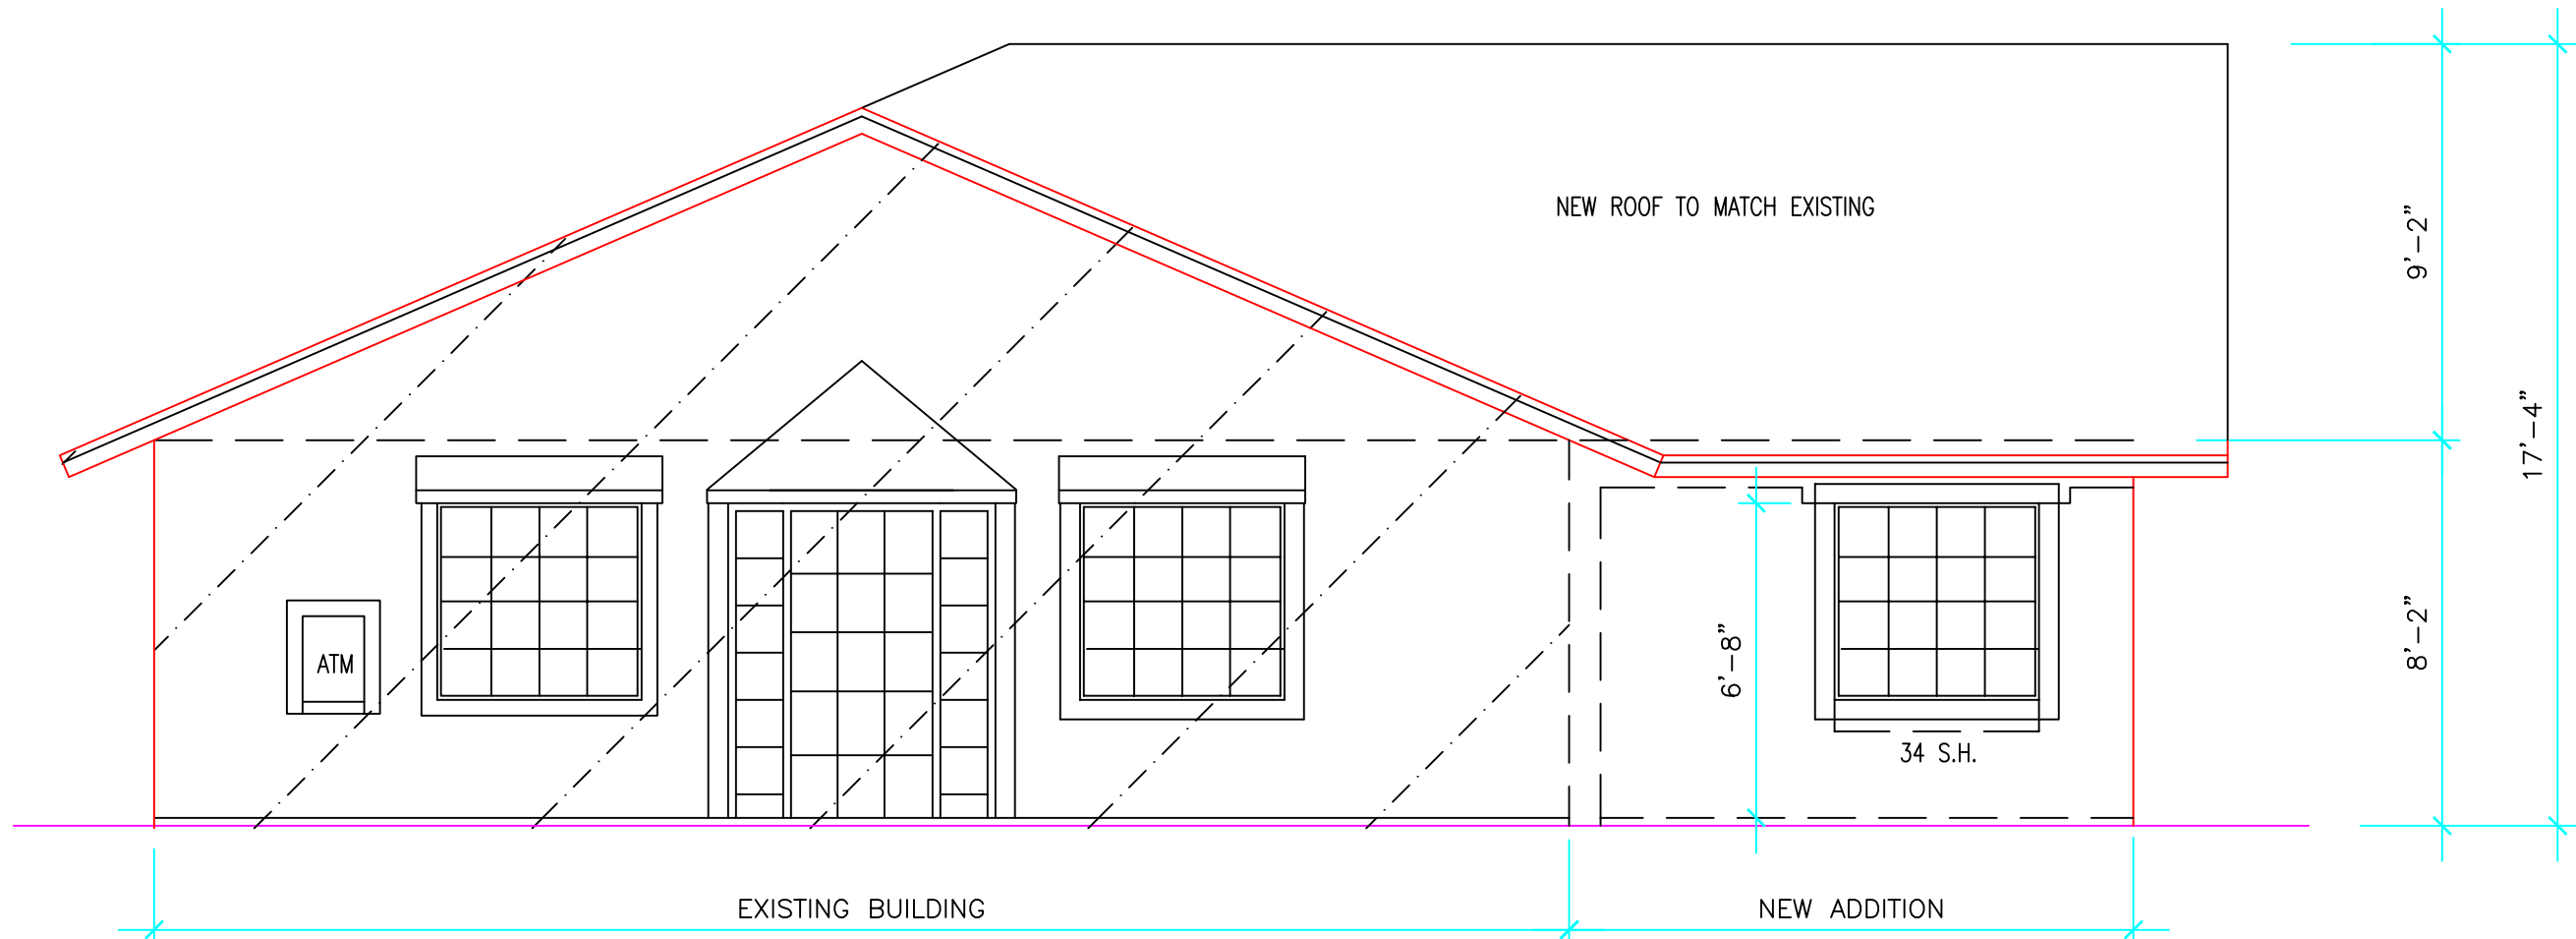 NEW ROOF TO MATCH EXISTING
9'-2"
17'-4"
ATM
6'-8"
8'-2"
34 S.H.
EXISTING BUILDING
NEW ADDITION